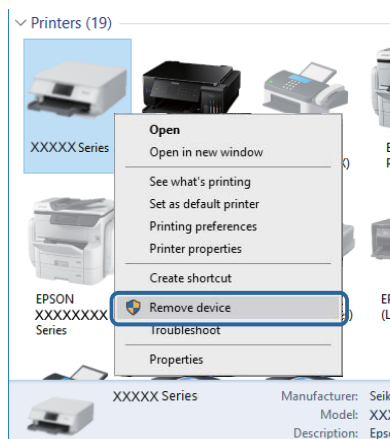 Printers (19)
XXXXX Series
Open
Open in new window
See what's printing
Set as default printer
Printing preferences
Printer properties
Create shortcut
Remove device
Troubleshoot
Properties
EPSON
XXXXXXXX
Series
XXXXX Series
Manufacturer:
Model:
Description: